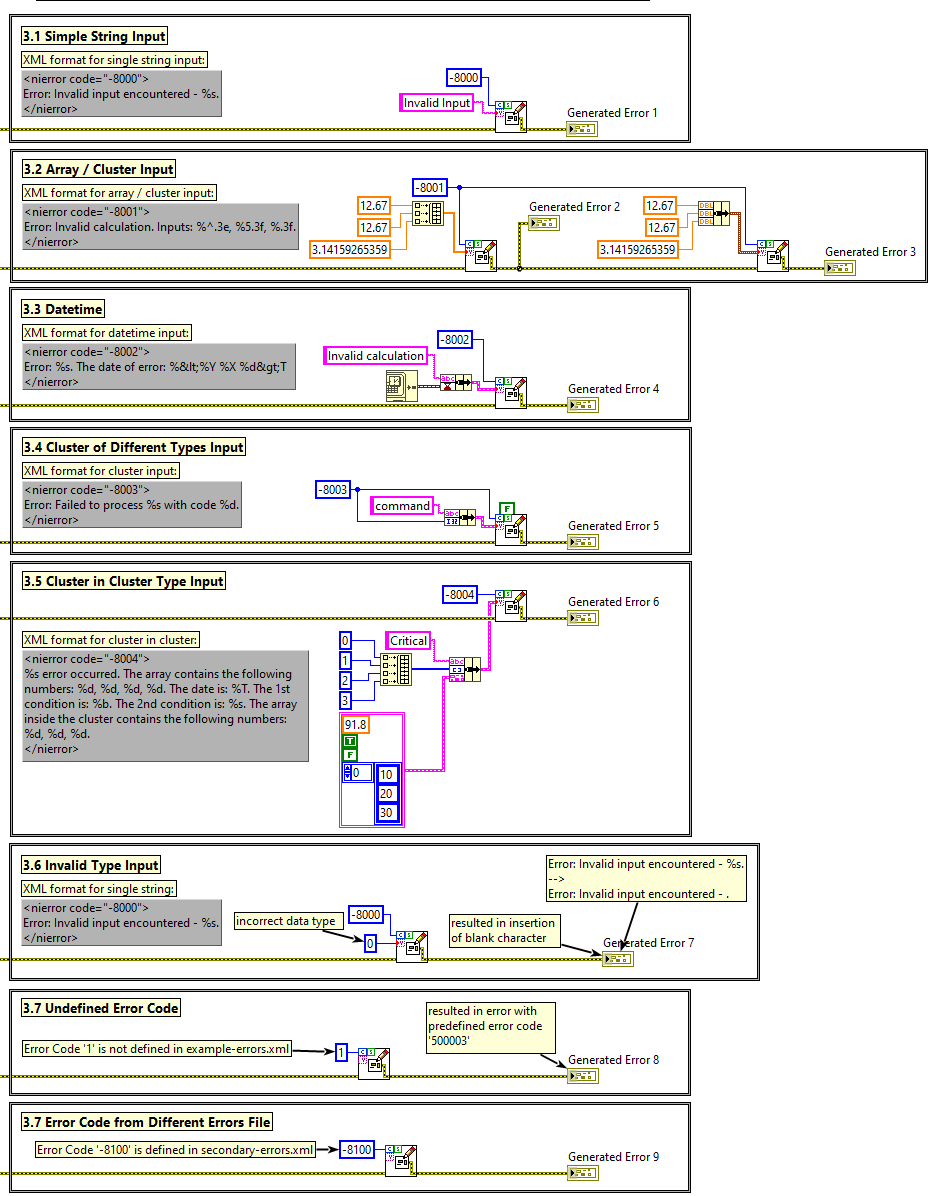 3.1 Simple String Input
XML format for single string input:
<nierror code="-8000">
Error: Invalid input encountered - %s.
</nierror>
-8000
Invalid Input
Generated Error 1
3.2 Array / Cluster Input
XML format for array / cluster input:
<nierror code="-8001">
Error: Invalid calculation. Inputs: %^.3e, %5.3f, %.3f.
</nierror>
-8001
12.67
12.67
3.14159265359
Generated Error 2
12.67
12.67
3.14159265359
DBL
DBL
DBL
Generated Error 3
3.3 Datetime
XML format for datetime input:
<nierror code="-8002">
Error: %s. The date of error: %&lt;%Y %X %d&gt;T
</nierror>
-8002
Invalid calculation
abc
Generated Error 4
3.4 Cluster of Different Types Input
XML format for cluster input:
<nierror code="-8003">
Error: Failed to process %s with code %d.
</nierror>
-8003
command
abc
I32
F
Generated Error 5
3.5 Cluster in Cluster Type Input
-8004
Generated Error 6
XML format for cluster in cluster:
<nierror code="-8004">
%s error occurred. The array contains the following
numbers: %d, %d, %d, %d. The date is: %T. The 1st
condition is: %b. The 2nd condition is: %s. The array
inside the cluster contains the following numbers:
%d, %d, %d.
</nierror>
0
1
2
3
Critical
abc
91.8
T
F
0
10
20
30
3.6 Invalid Type Input
XML format for single string:
<nierror code="-8000">
Error: Invalid input encountered - %s.
</nierror>
incorrect data type
-8000
0
resulted in insertion
of blank character
Error: Invalid input encountered - %s.
-->
Error: Invalid input encountered - .
Generated Error 7
3.7 Undefined Error Code
Error Code '1' is not defined in example-errors.xml
1
resulted in error with
predefined error code
'500003'
Generated Error 8
3.7 Error Code from Different Errors File
Error Code '-8100' is defined in secondary-errors.xml
-8100
Generated Error 9